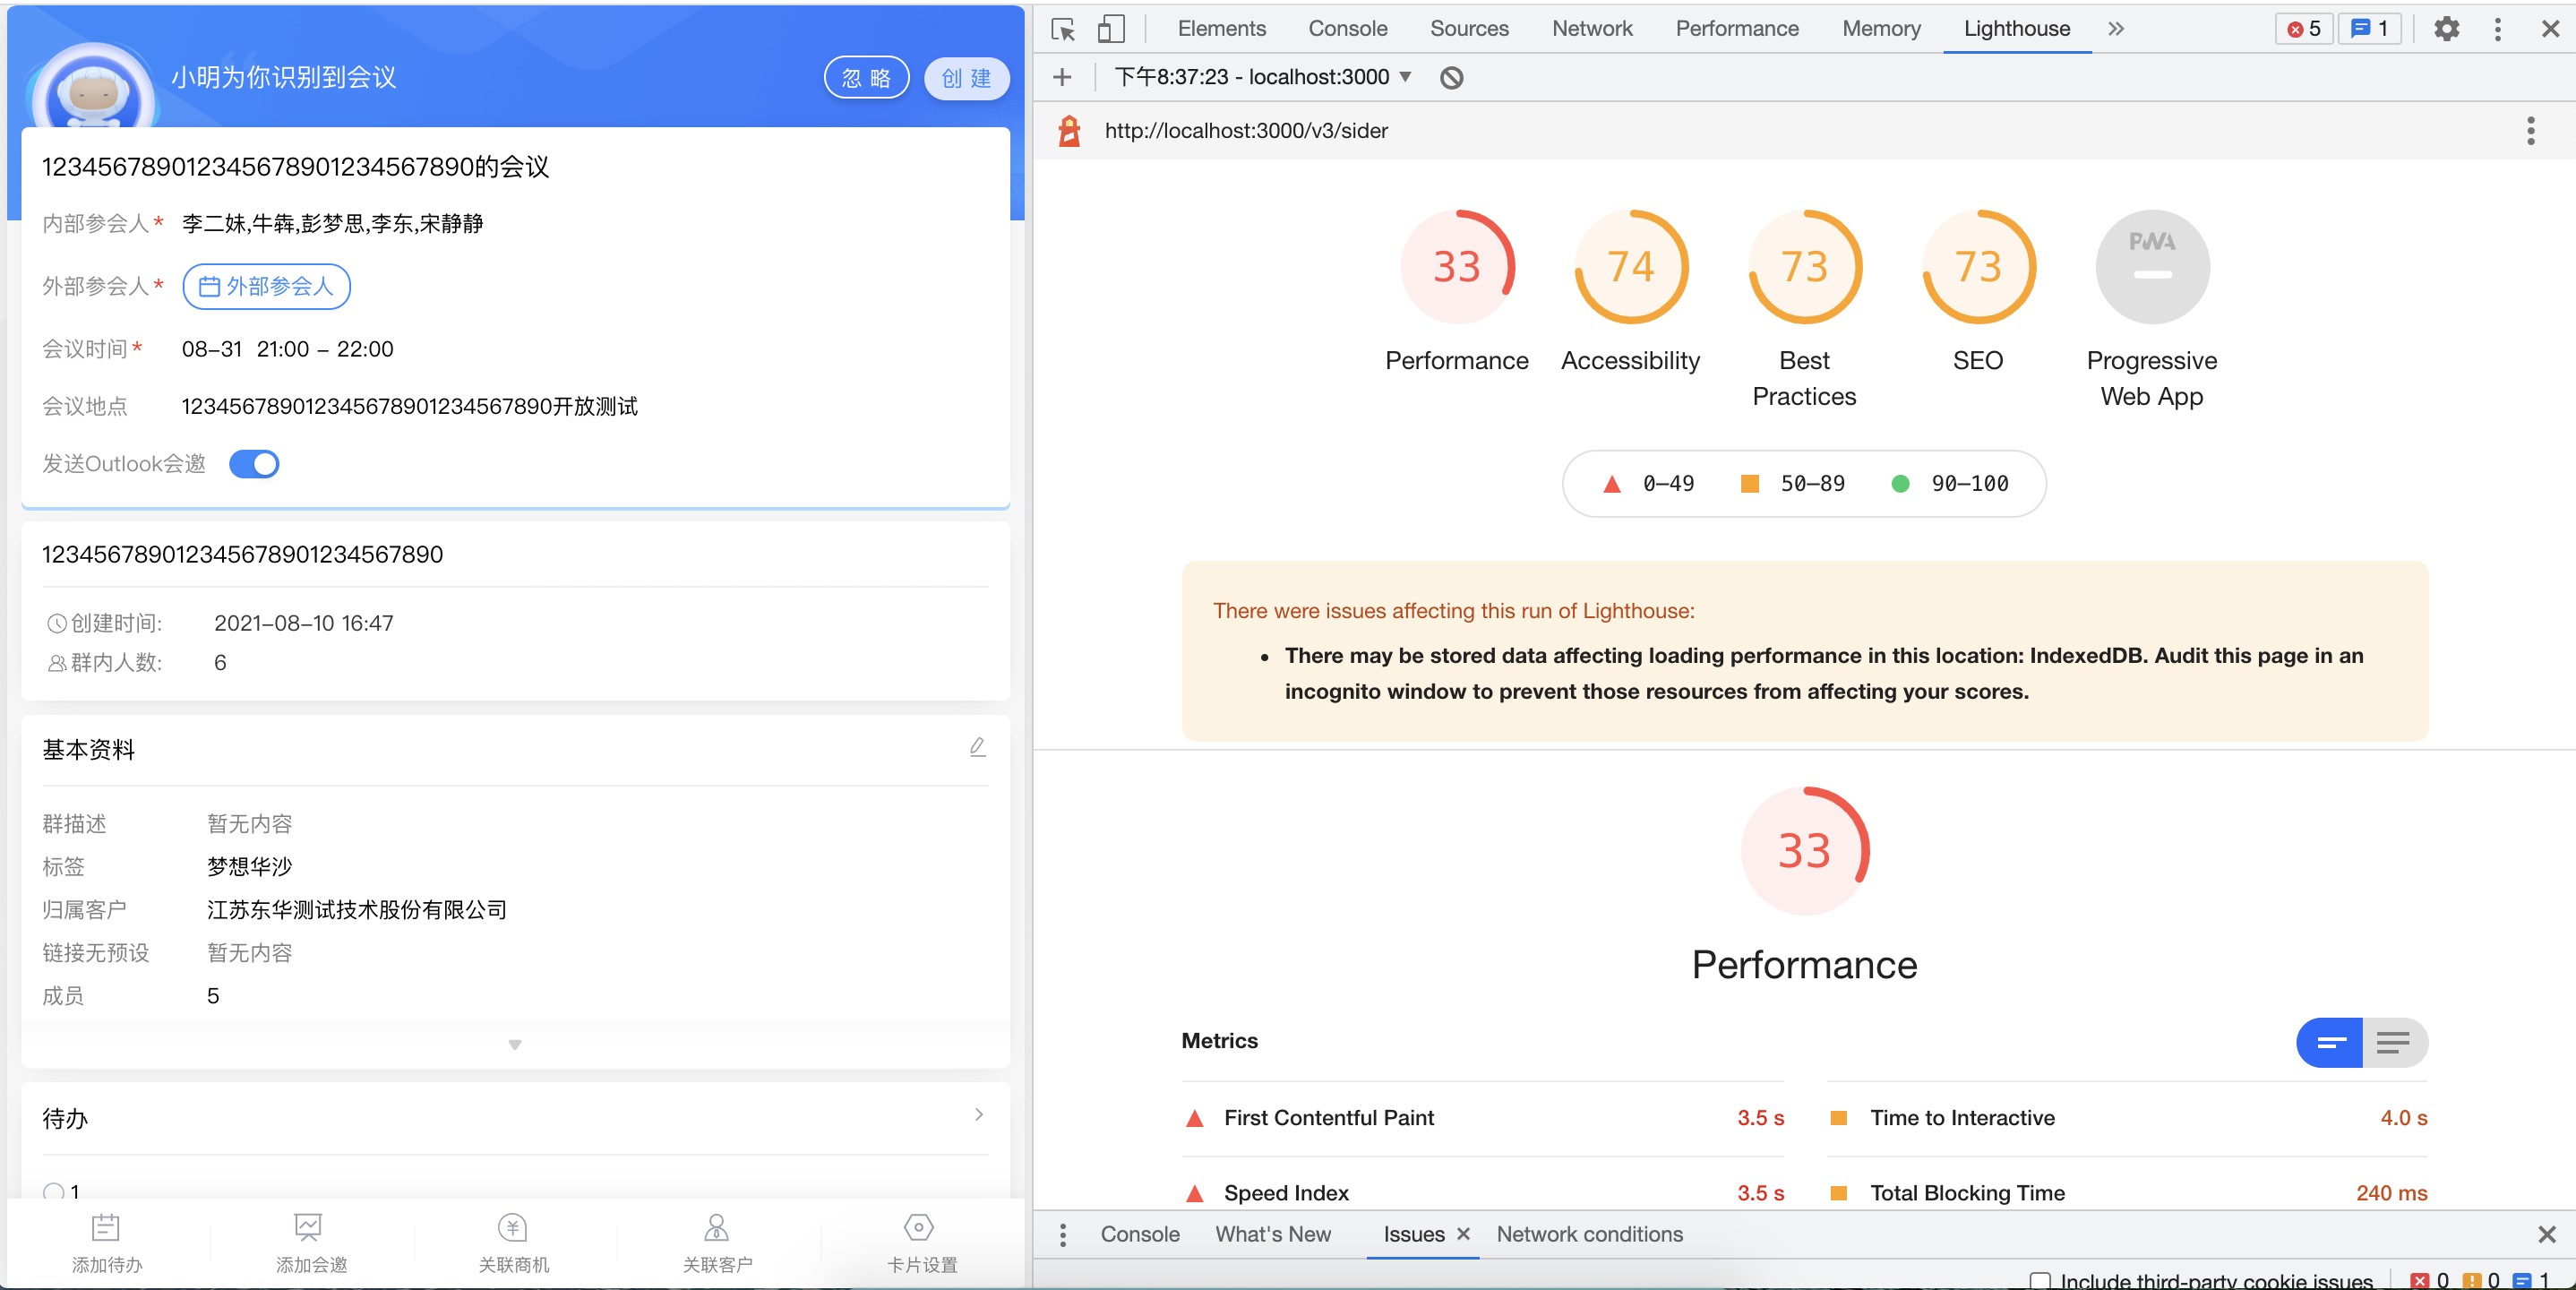 小明为你识别到会议
忽 略
创 建
123456789012345678901234567890的会议
内部参会人* 李二妹,牛犇,彭梦思,李东,宋静静
外部参会人* 外部参会人
会议时间* 08-31 21:00 - 22:00
会议地点 123456789012345678901234567890开放测试
发送Outlook会邀
123456789012345678901234567890
创建时间: 2021-08-10 16:47
群内人数: 6
基本资料
群描述 暂无内容
标签 梦想华沙
归属客户 江苏东华测试技术股份有限公司
链接无预设 暂无内容
成员 5
待办
1
添加待办 添加会邀 关联商机 关联客户 卡片设置
Elements Console Sources Network Performance Memory Lighthouse 5 1
下午8:37:23 - localhost:3000
http://localhost:3000/v3/sider
33 74 73 73 PWA
Performance Accessibility Best Practices SEO Progressive Web App
0–49 50–89 90–100
There were issues affecting this run of Lighthouse:
There may be stored data affecting loading performance in this location: IndexedDB. Audit this page in an
incognito window to prevent those resources from affecting your scores.
33
Performance
Metrics
First Contentful Paint 3.5 s Time to Interactive 4.0 s
Speed Index 3.5 s Total Blocking Time 240 ms
Console What's New Issues Network conditions
Include third-party cookie issues 0 0 1